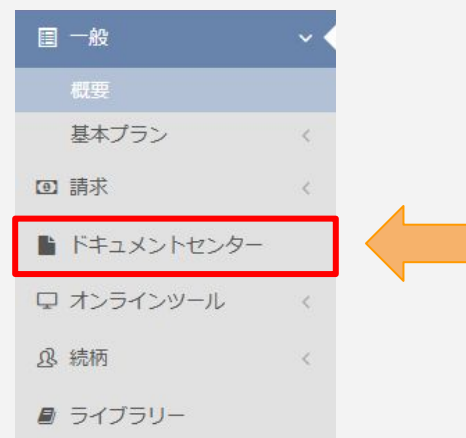 一般
概要
基本プラン
請求
ドキュメントセンター
オンラインツール
続柄
ライブラリー